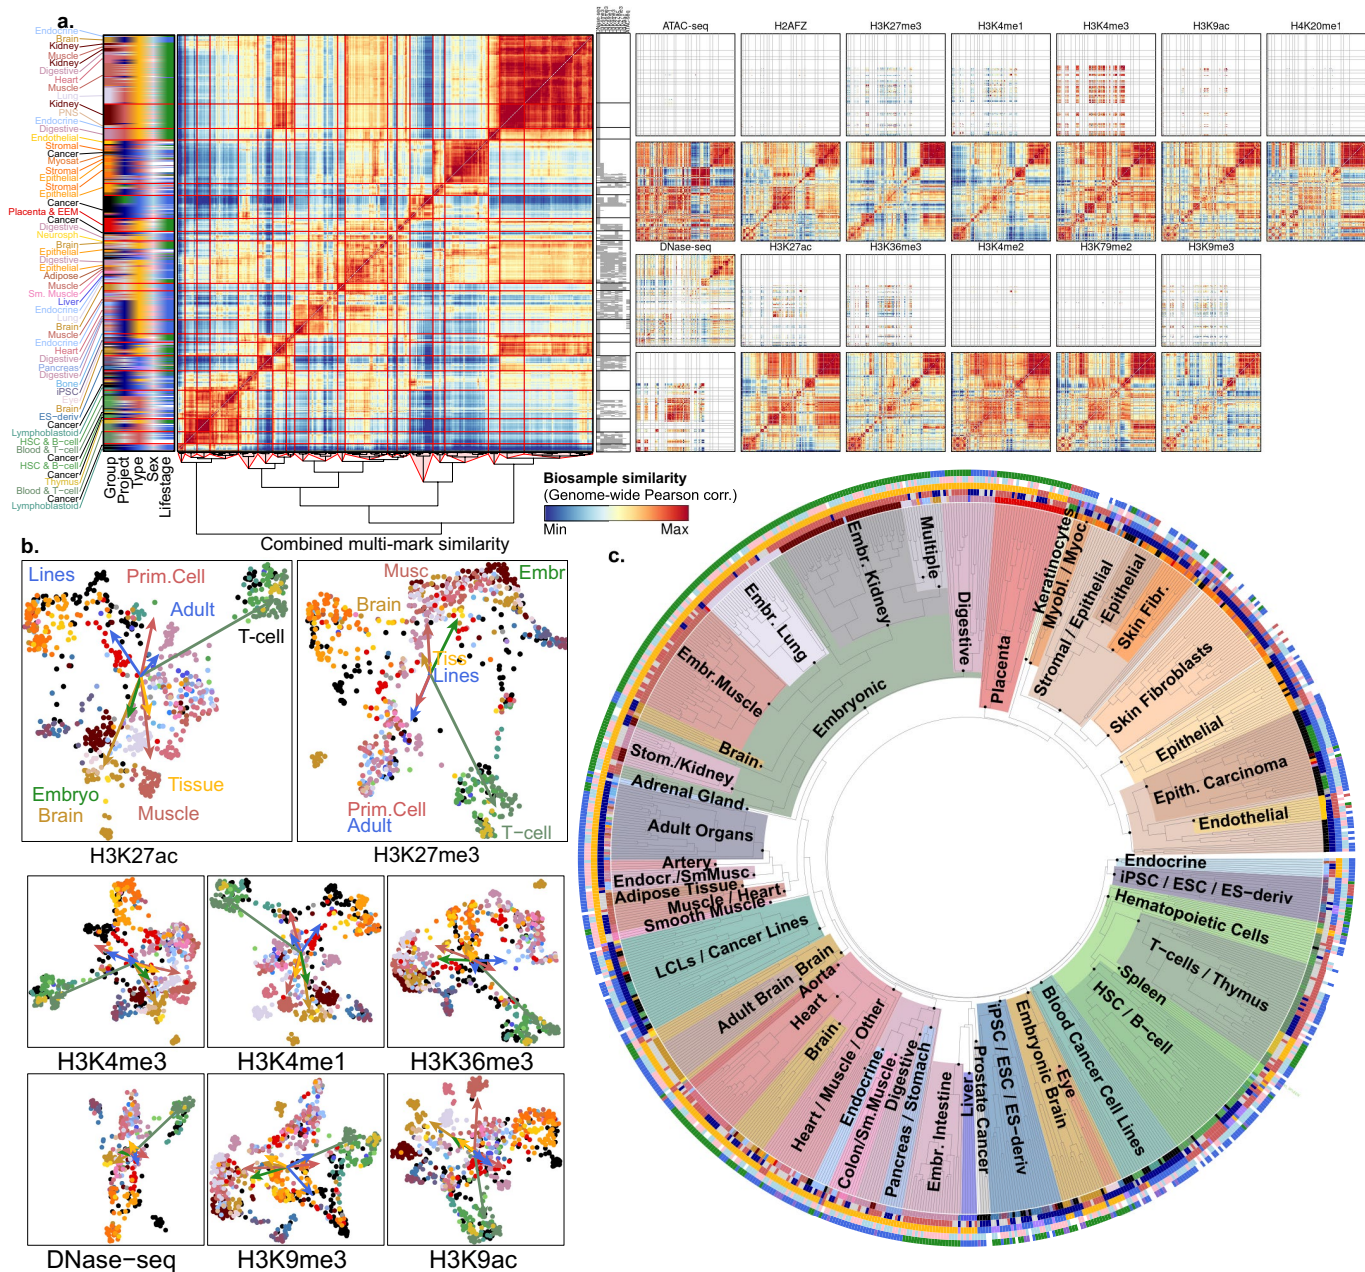 a.
Endocrine
Brain
Kidney
Muscle
Kidney
Digestive
Heart
Muscle
Lung
Kidney
PNS
Endocrine
Digestive
Endothelial
Stromal
Cancer
Myosat
Stromal
Epithelial
Stromal
Epithelial
Cancer
Placenta & EEM
Cancer
Digestive
Neurosph
Brain
Epithelial
Digestive
Epithelial
Adipose
Muscle
Sm. Muscle
Liver
Endocrine
Lung
Brain
Muscle
Endocrine
Heart
Digestive
Pancreas
Digestive
Bone
iPSC
Eye
Brain
ES-deriv
Cancer
Lymphoblastoid
HSC & B-cell
Blood & T-cell
Cancer
HSC & B-cell
Cancer
Thymus
Blood & T-cell
Cancer
Lymphoblastoid
Group
Project
Type
Sex
Lifestage
Combined multi-mark similarity
Biosample similarity
(Genome-wide Pearson corr.)
Min
Max
ATAC-seq
H2AFZ
H3K27me3
H3K4me1
H3K4me3
H3K9ac
H4K20me1
DNase-seq
H3K27ac
H3K36me3
H3K4me2
H3K79me2
H3K9me3
b.
Lines
Prim.Cell
Adult
T-cell
Embryo
Brain
Tissue
Muscle
H3K27ac
Musc
Embr
Brain
Tiss
Lines
Prim.Cell
Adult
T-cell
H3K27me3
H3K4me3
H3K4me1
H3K36me3
DNase-seq
H3K9me3
H3K9ac
c.
Embryonic
Adrenal Gland
Stom./Kidney
Brain
Embr.Muscle
Embr. Lung
Embr. Kidney
Multiple
Digestive
Placenta
Keratinocytes
Myobl. / Myoc.
Stromal / Epithelial
Epithelial
Skin Fibr.
Skin Fibroblasts
Epithelial
Epith. Carcinoma
Endothelial
Endocrine
iPSC / ESC / ES-deriv
Hematopoietic Cells
T-cells / Thymus
Spleen
HSC / B-cell
Blood Cancer Cell Lines
Eye
Embryonic Brain
iPSC / ESC / ES-deriv
Prostate Cancer
Liver
Embr. Intestine
Pancreas / Stomach
Digestive
Colon/Sm.Muscle
Endocrine
Heart / Muscle / Other
Brain
Heart
Aorta
Brain
Adult Brain
LCLs / Cancer Lines
Smooth Muscle
Muscle / Heart
Adipose Tissue
Endocr./SmMusc
Artery
Adult Organs